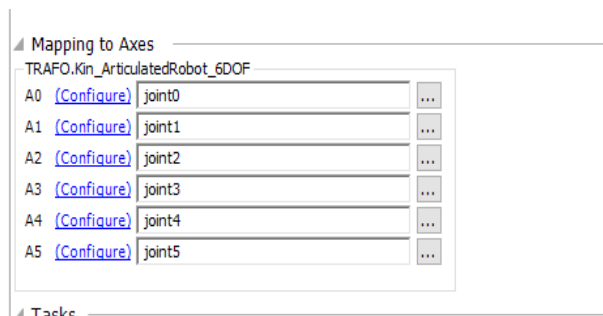 Mapping to Axes
TRAFO.Kin_ArticulatedRobot_6DOF
A0 (Configure) joint0 ...
A1 (Configure) joint1 ...
A2 (Configure) joint2 ...
A3 (Configure) joint3 ...
A4 (Configure) joint4 ...
A5 (Configure) joint5 ...
Tasks